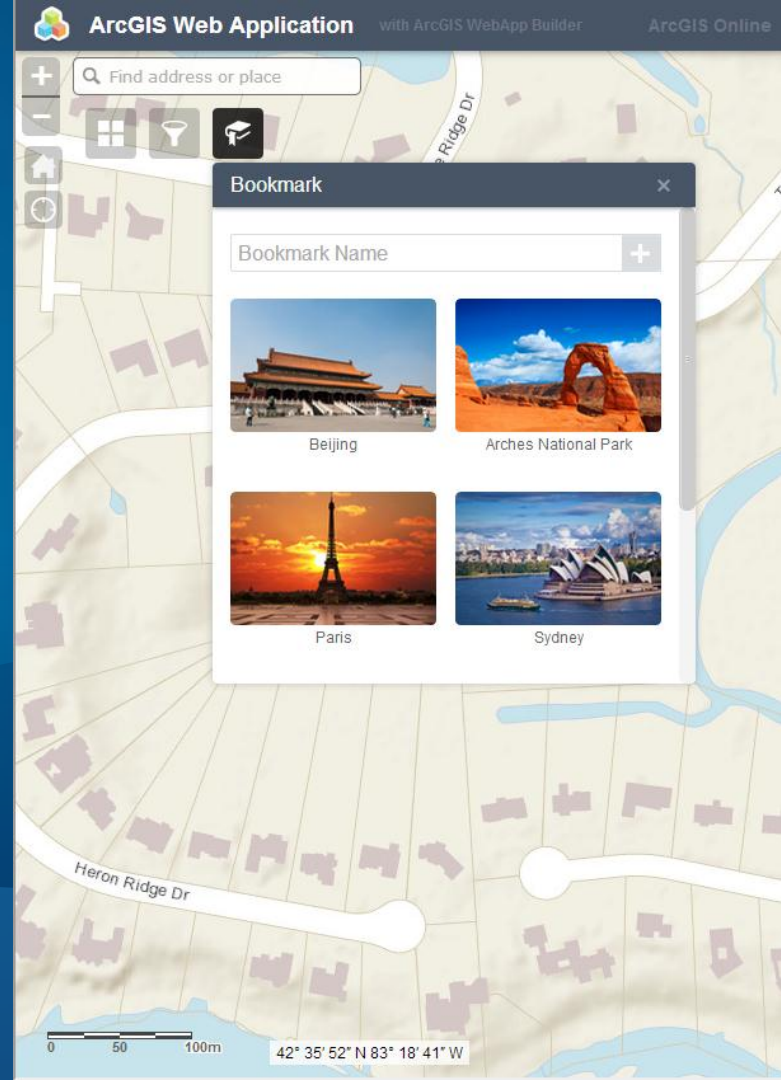 ArcGIS Web Application with ArcGIS WebApp Builder ArcGIS Online
Find address or place
Ridge Dr
Bookmark
Bookmark Name
Beijing
Arches National Park
Paris
Sydney
Heron Ridge Dr
0 50 100m
42° 35' 52" N 83° 18' 41" W